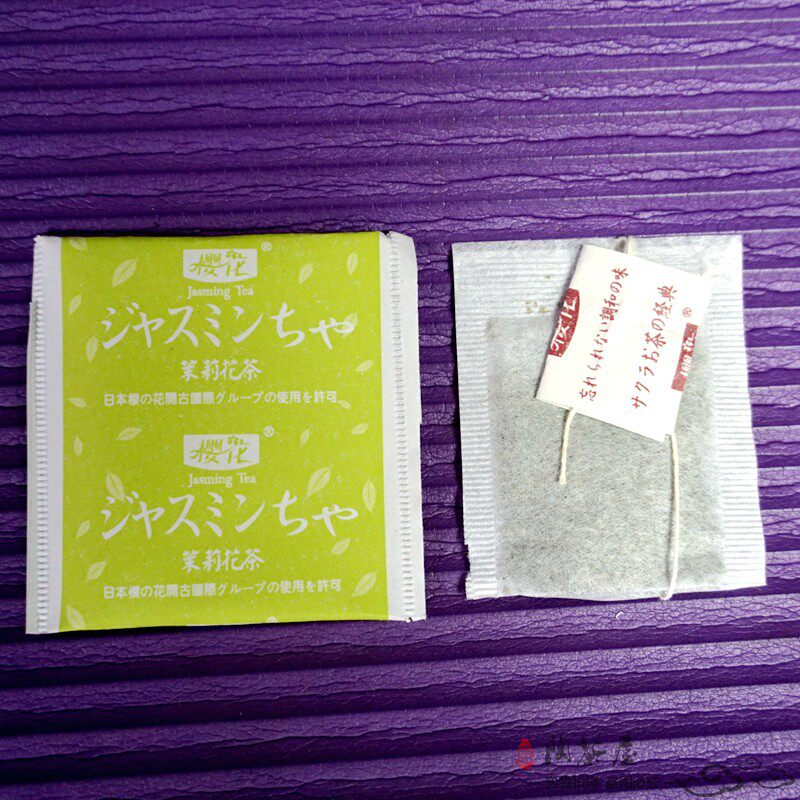 櫻花®
Jasming Tea
ジャスミンちゃ
茉莉花茶
日本櫻の花開古國際グループの使用を許可
櫻花®
Jasming Tea
ジャスミンちゃ
茉莉花茶
日本櫻の花開古國際グループの使用を許可
櫻花
忘れられない調和の味
サクラお茶の経典
®